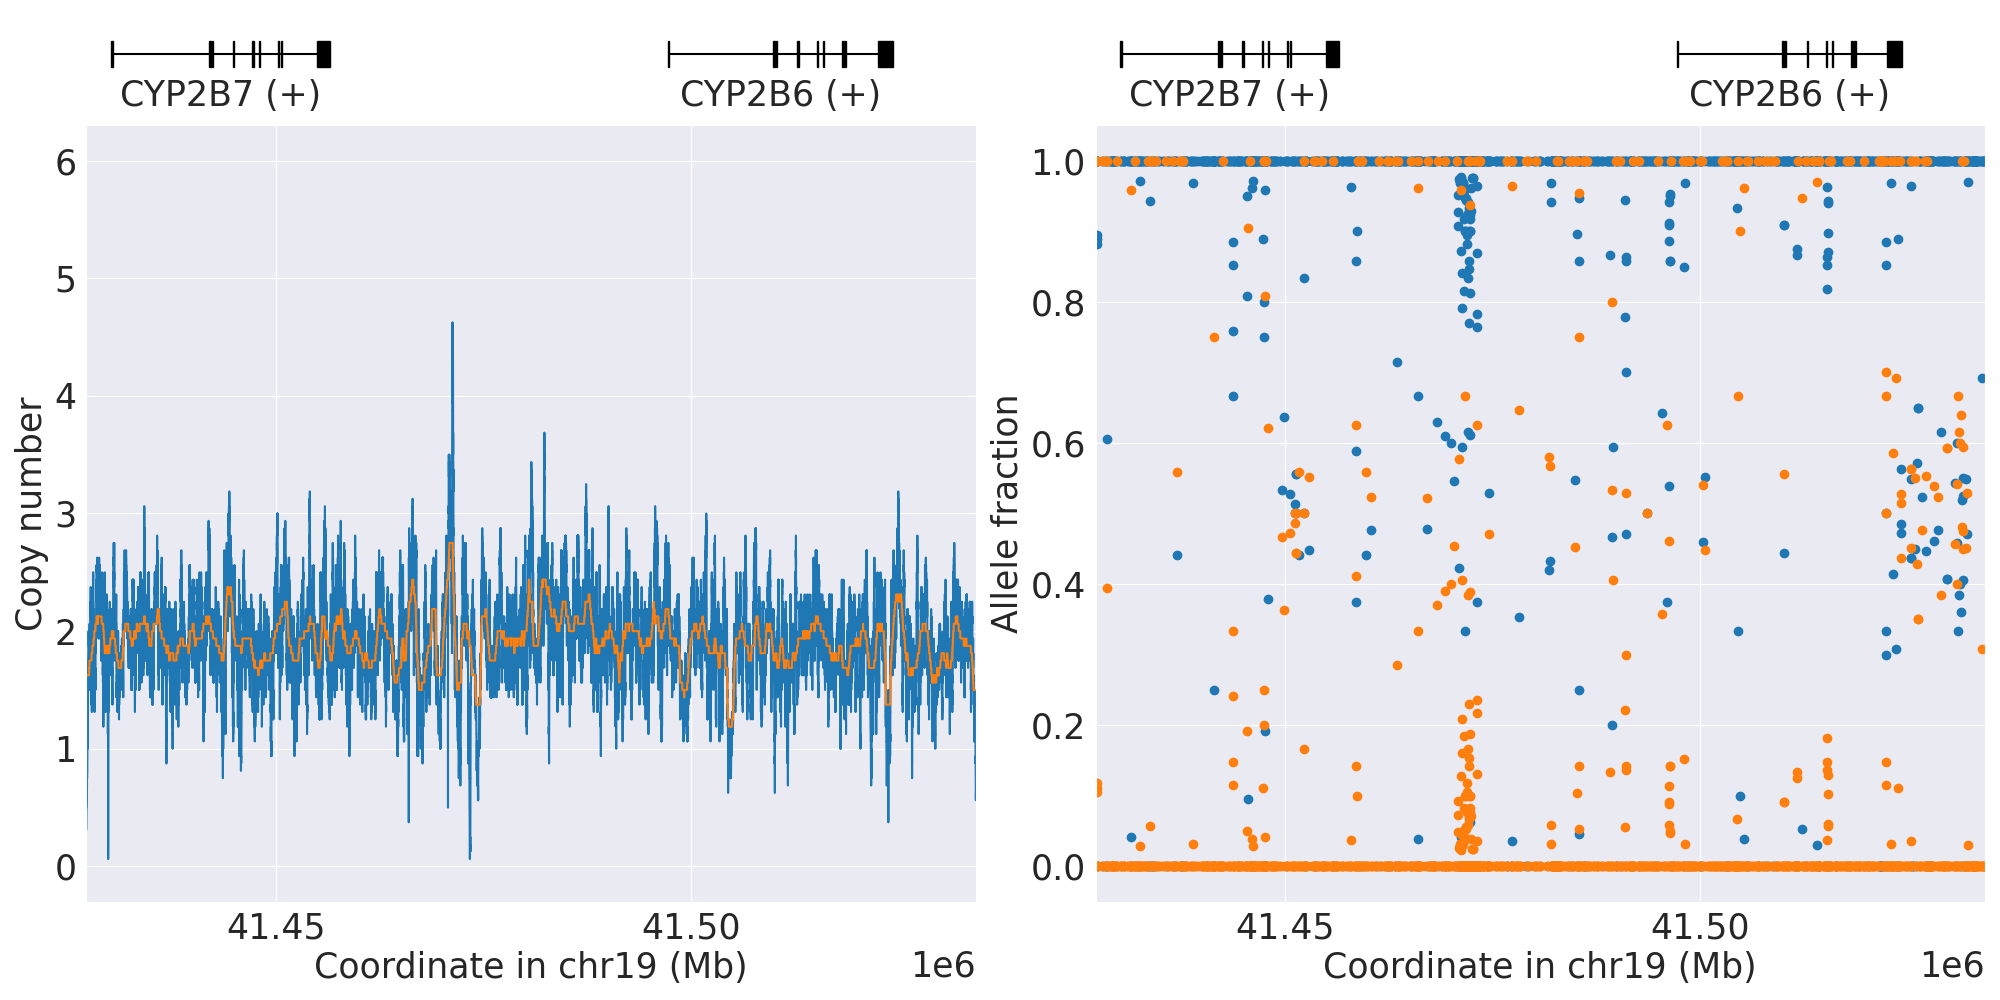 CYP2B7 (+) CYP2B6 (+)
6
5
4
3
2
1
0
Copy number
41.45 41.50
Coordinate in chr19 (Mb) 1e6
CYP2B7 (+) CYP2B6 (+)
1.0
0.8
0.6
0.4
0.2
0.0
Allele fraction
41.45 41.50
Coordinate in chr19 (Mb) 1e6